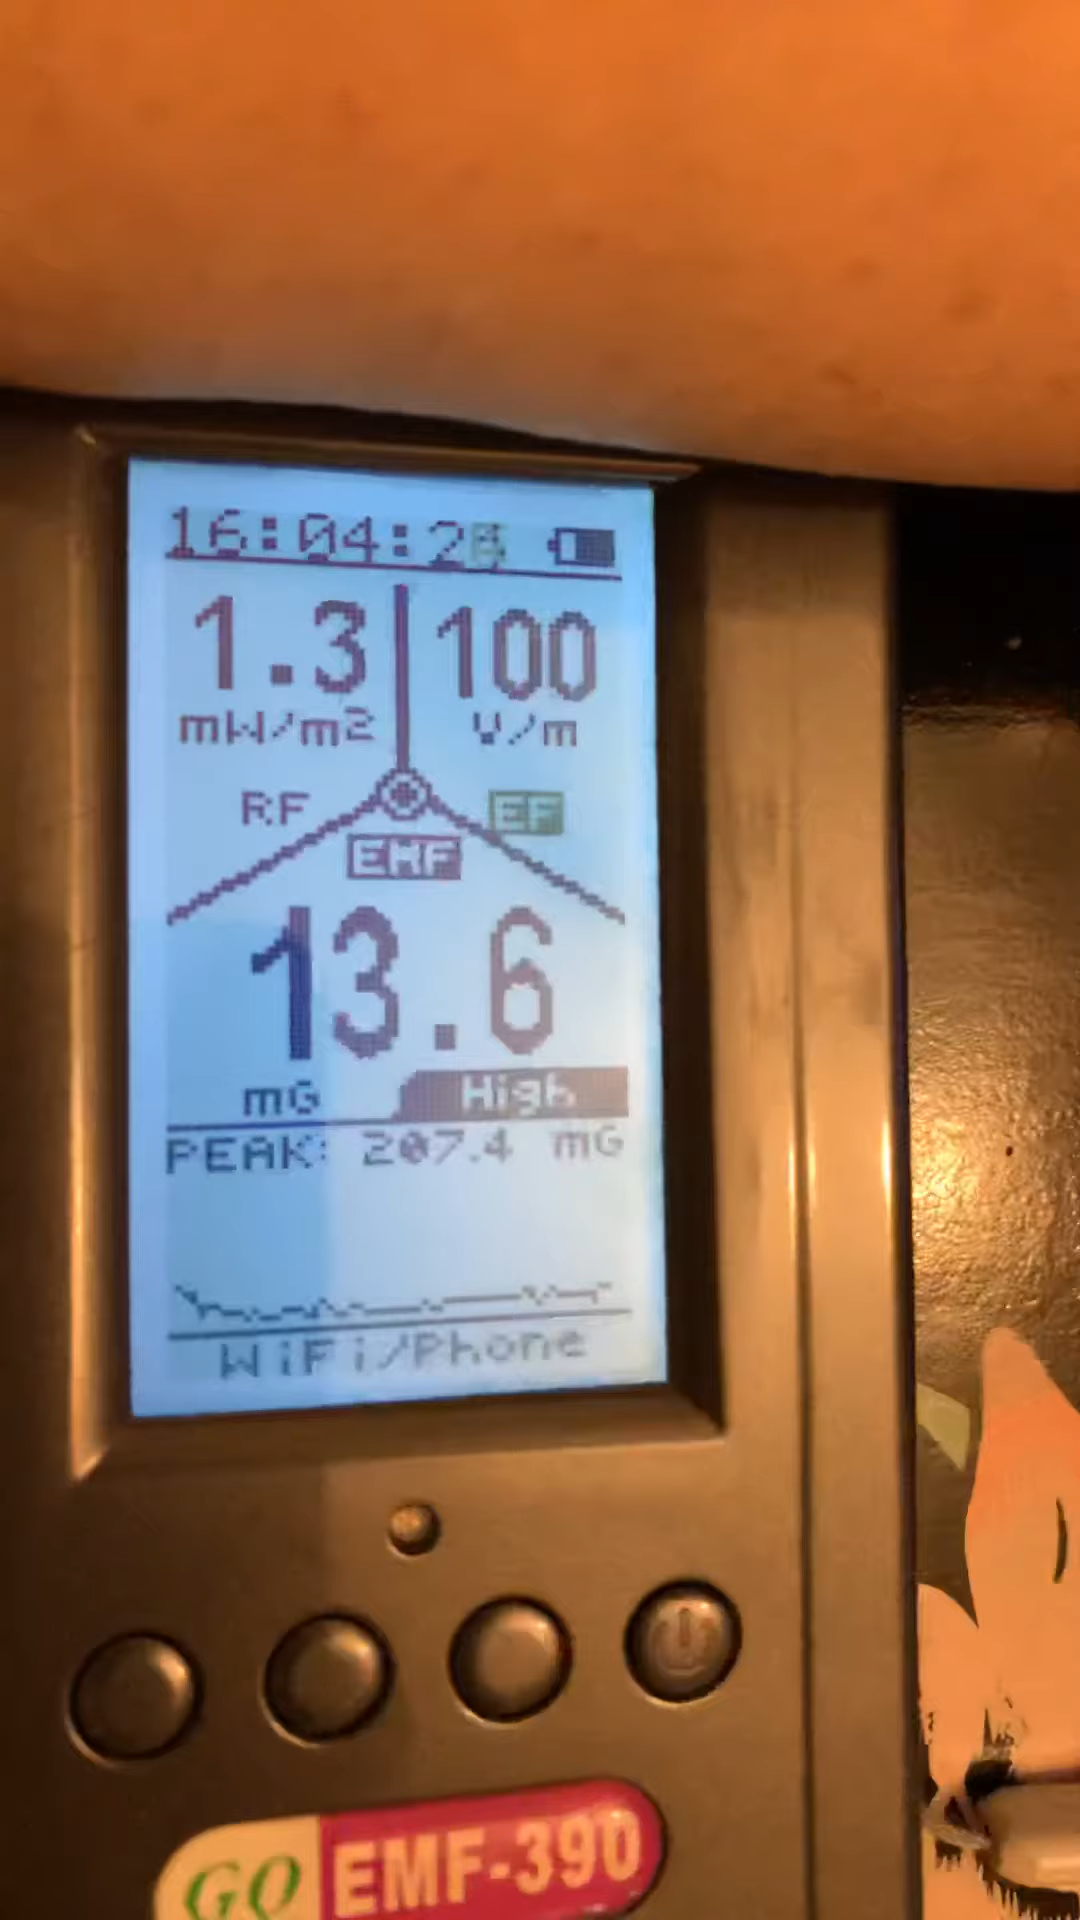 16:04:2
1.3 100
mW/m2 V/m
RF EF
EMF
13.6
mG High
PEAK: 207.4 mG
WiFi/Phone
GQ EMF-390